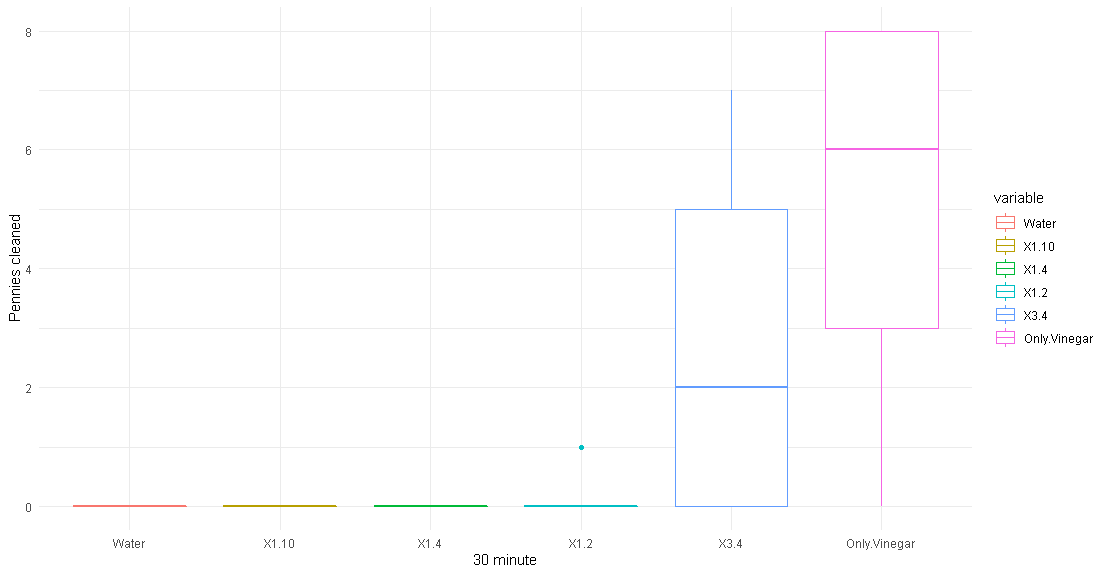 8
6
4
2
0
Pennies cleaned
Water
X1.10
X1.4
X1.2
X3.4
Only.Vinegar
30 minute
variable
Water
X1.10
X1.4
X1.2
X3.4
Only.Vinegar